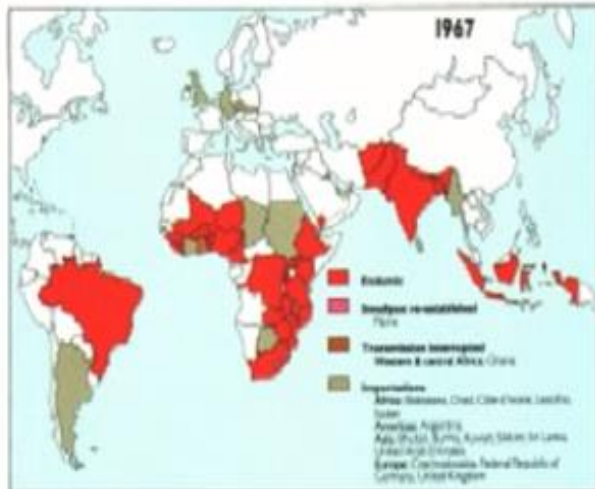 1967
Endemic
Smallpox re-established
None
Transmission interrupted
Western & central Africa: Ghana
Importations
Africa: Botswana, Chad, Côte d'Ivoire, Lesotho,
Sudan
Americas: Argentina
Asia: Bhutan, Burma, Kuwait, Sikkim, Sri Lanka,
United Arab Emirates
Europe: Czechoslovakia, Federal Republic of
Germany, United Kingdom